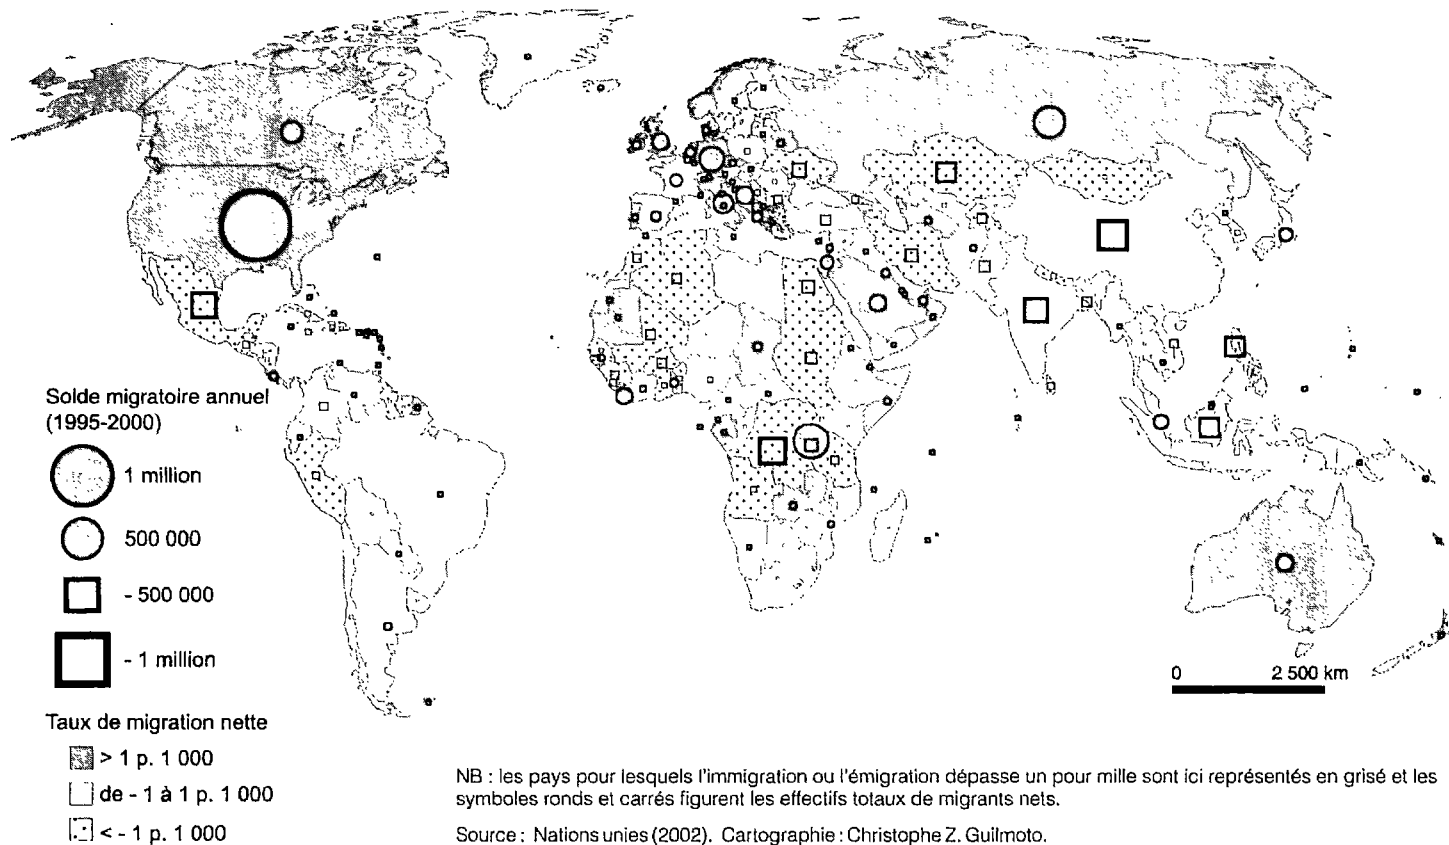 Solde migratoire annuel
(1995-2000)
1 million
500 000
- 500 000
- 1 million
Taux de migration nette
> 1 p. 1 000
de - 1 à 1 p. 1 000
< - 1 p. 1 000
0 2 500 km
NB : les pays pour lesquels l'immigration ou l'émigration dépasse un pour mille sont ici représentés en grisé et les
symboles ronds et carrés figurent les effectifs totaux de migrants nets.
Source : Nations unies (2002). Cartographie : Christophe Z. Guilmoto.